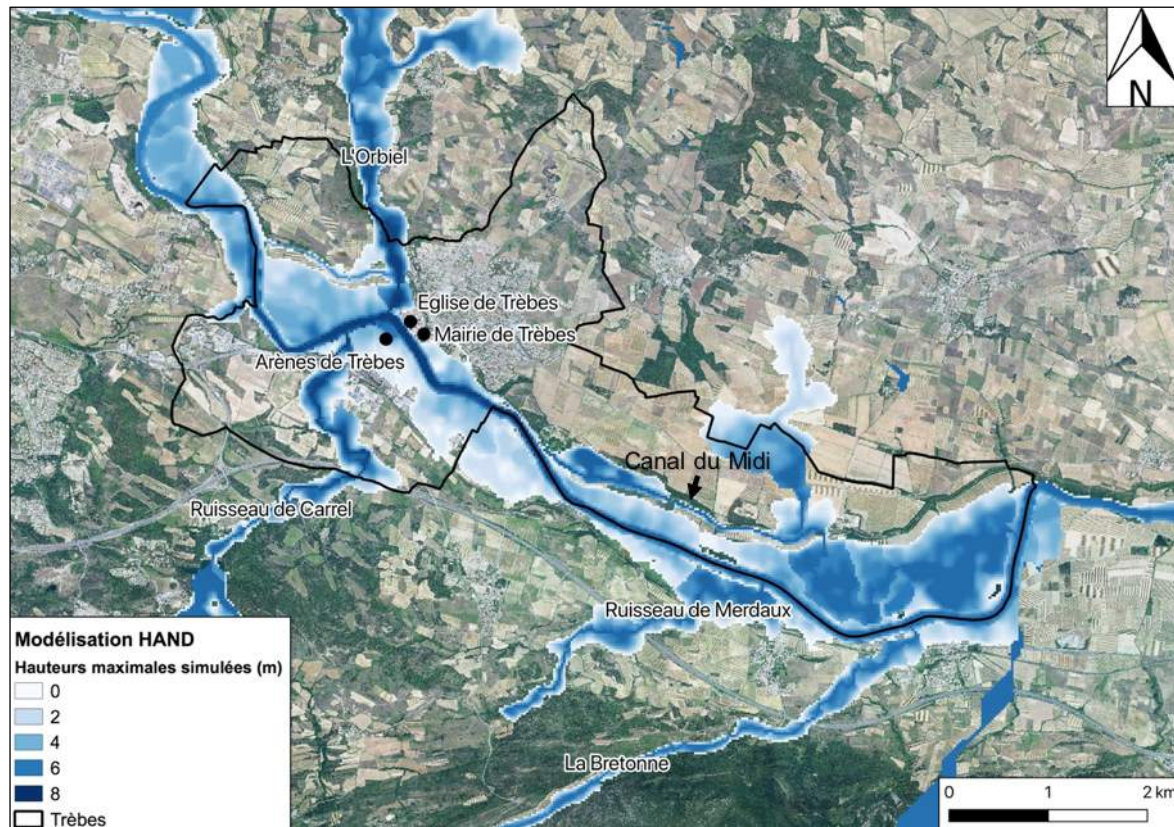 N
L'Orbiel
Eglise de Trèbes
Mairie de Trèbes
Arènes de Trèbes
Canal du Midi
Ruisseau de Carrel
Ruisseau de Merdaux
La Bretonne
Modélisation HAND
Hauteurs maximales simulées (m)
0
2
4
6
8
Trèbes
0 1 2 km